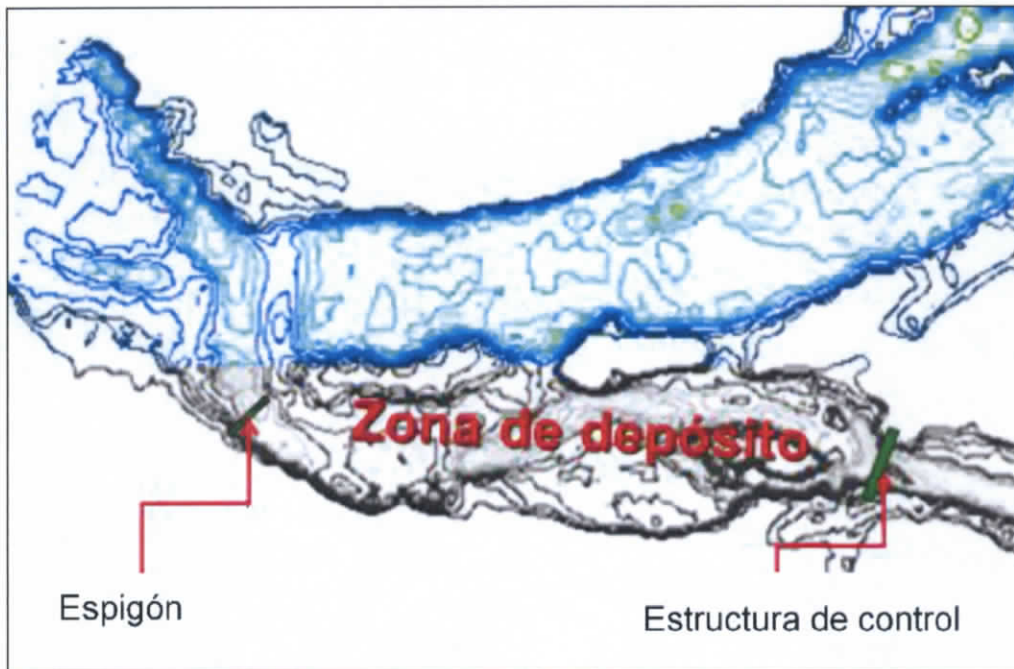 Zona de depósito
Espigón
Estructura de control